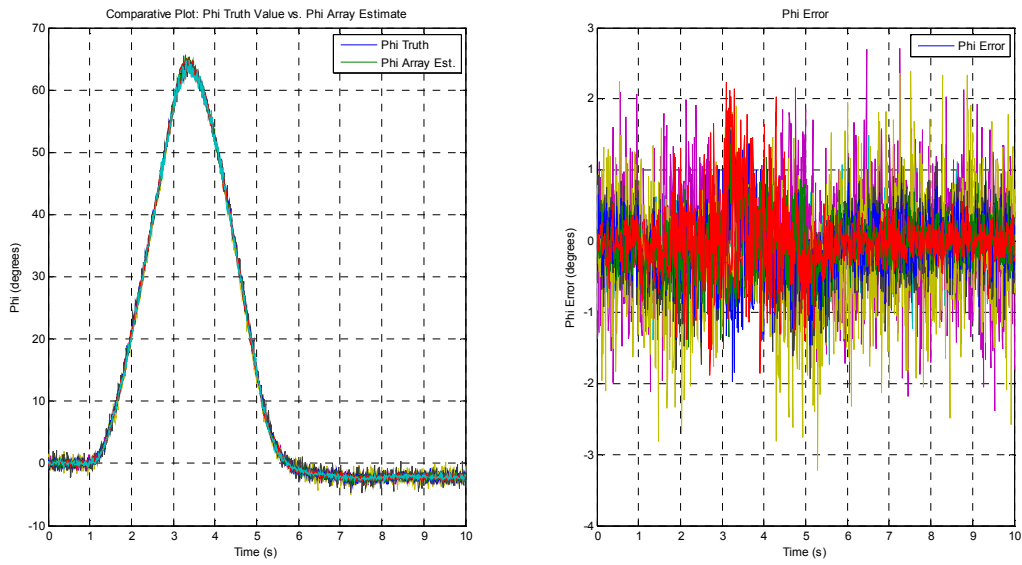 Comparative Plot: Phi Truth Value vs. Phi Array Estimate
Phi Truth
Phi Array Est.
70
60
50
40
30
20
10
0
-10
Phi (degrees)
0 1 2 3 4 5 6 7 8 9 10
Time (s)
Phi Error
Phi Error
3
2
1
0
-1
-2
-3
-4
Phi Error (degrees)
0 1 2 3 4 5 6 7 8 9 10
Time (s)